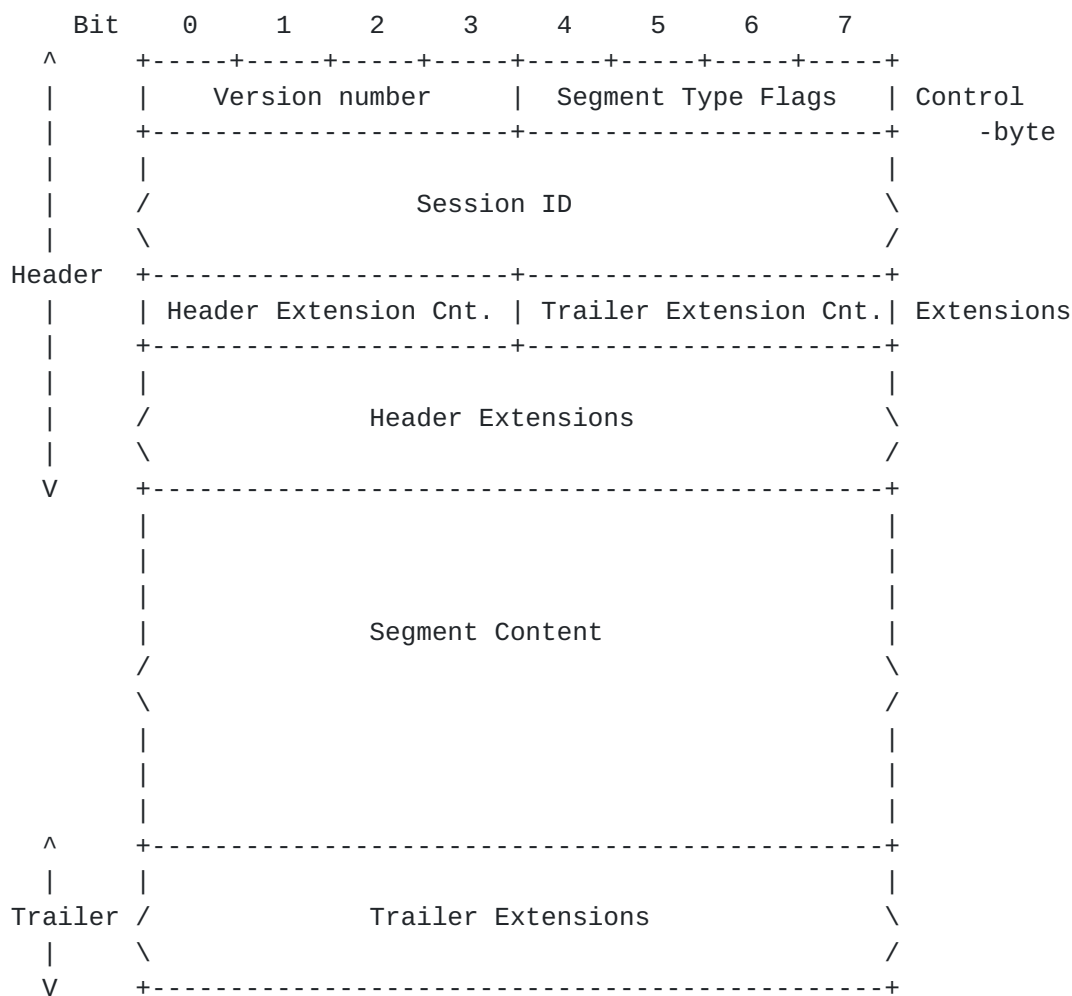 Bit 0 1 2 3 4 5 6 7
^ +-----+-----+-----+-----+-----+-----+-----+-----+
| | Version number | Segment Type Flags | Control
| +-----------------------+-----------------------+ -byte
| | |
| / Session ID \
| \ /
Header +-----------------------+-----------------------+
| | Header Extension Cnt. | Trailer Extension Cnt.| Extensions
| +-----------------------+-----------------------+
| | |
| / Header Extensions \
| \ /
V +-----------------------------------------------+
| |
| |
| |
| Segment Content |
/ \
\ /
| |
| |
| |
^ +-----------------------------------------------+
| | |
Trailer / Trailer Extensions \
| \ /
V +-----------------------------------------------+